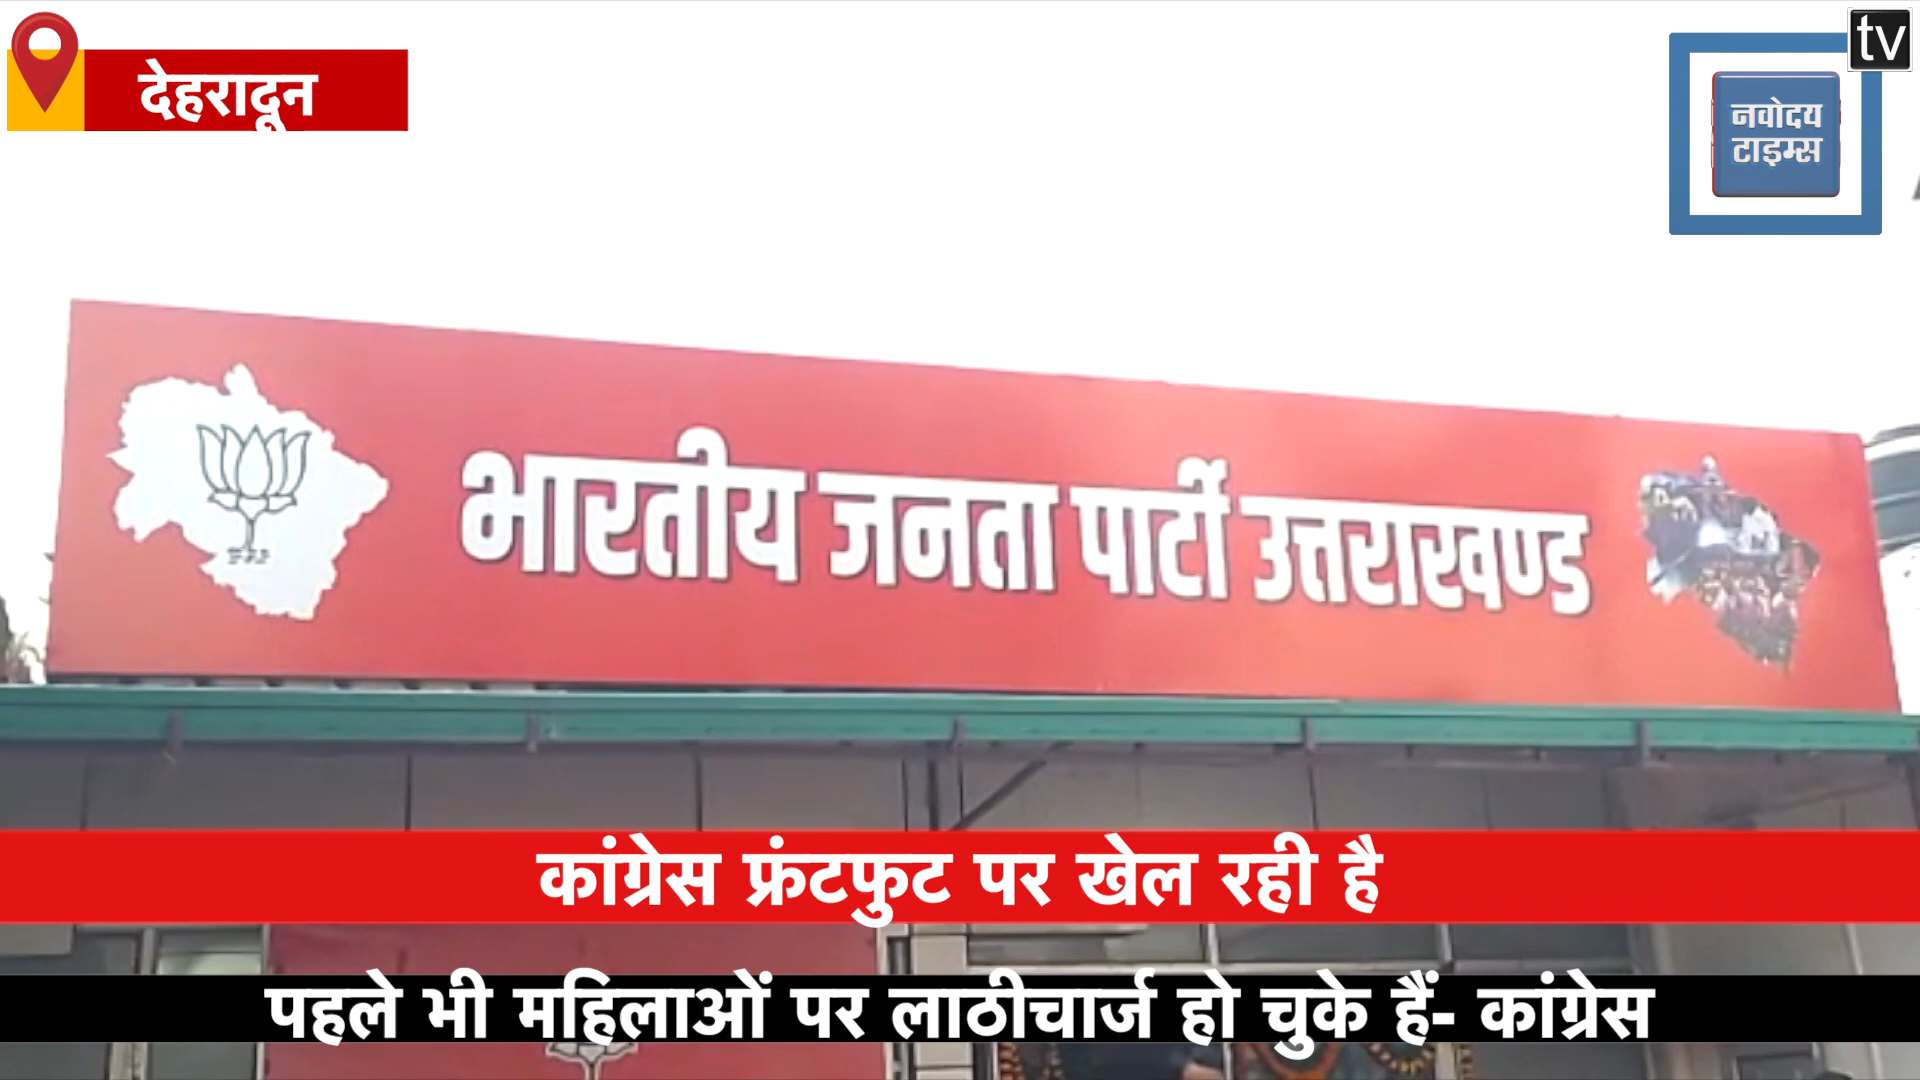 देहरादून
tv
नवोदय
टाइम्स
भारतीय जनता पार्टी उत्तराखण्ड
कांग्रेस फ्रंटफुट पर खेल रही है
पहले भी महिलाओं पर लाठीचार्ज हो चुके हैं- कांग्रेस